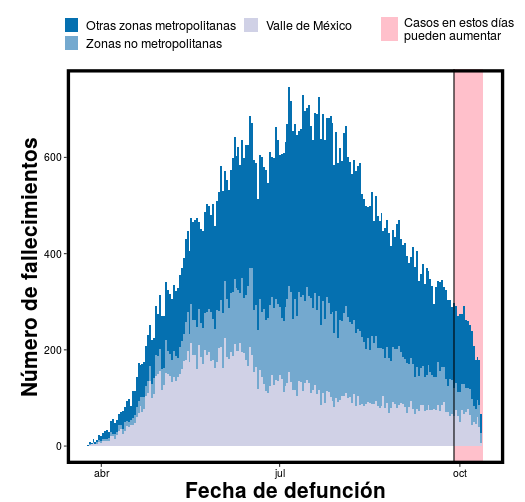 Otras zonas metropolitanas
Valle de México
Casos en estos días
pueden aumentar
Zonas no metropolitanas
Número de fallecimientos
600
400
200
0
abr
jul
oct
Fecha de defunción